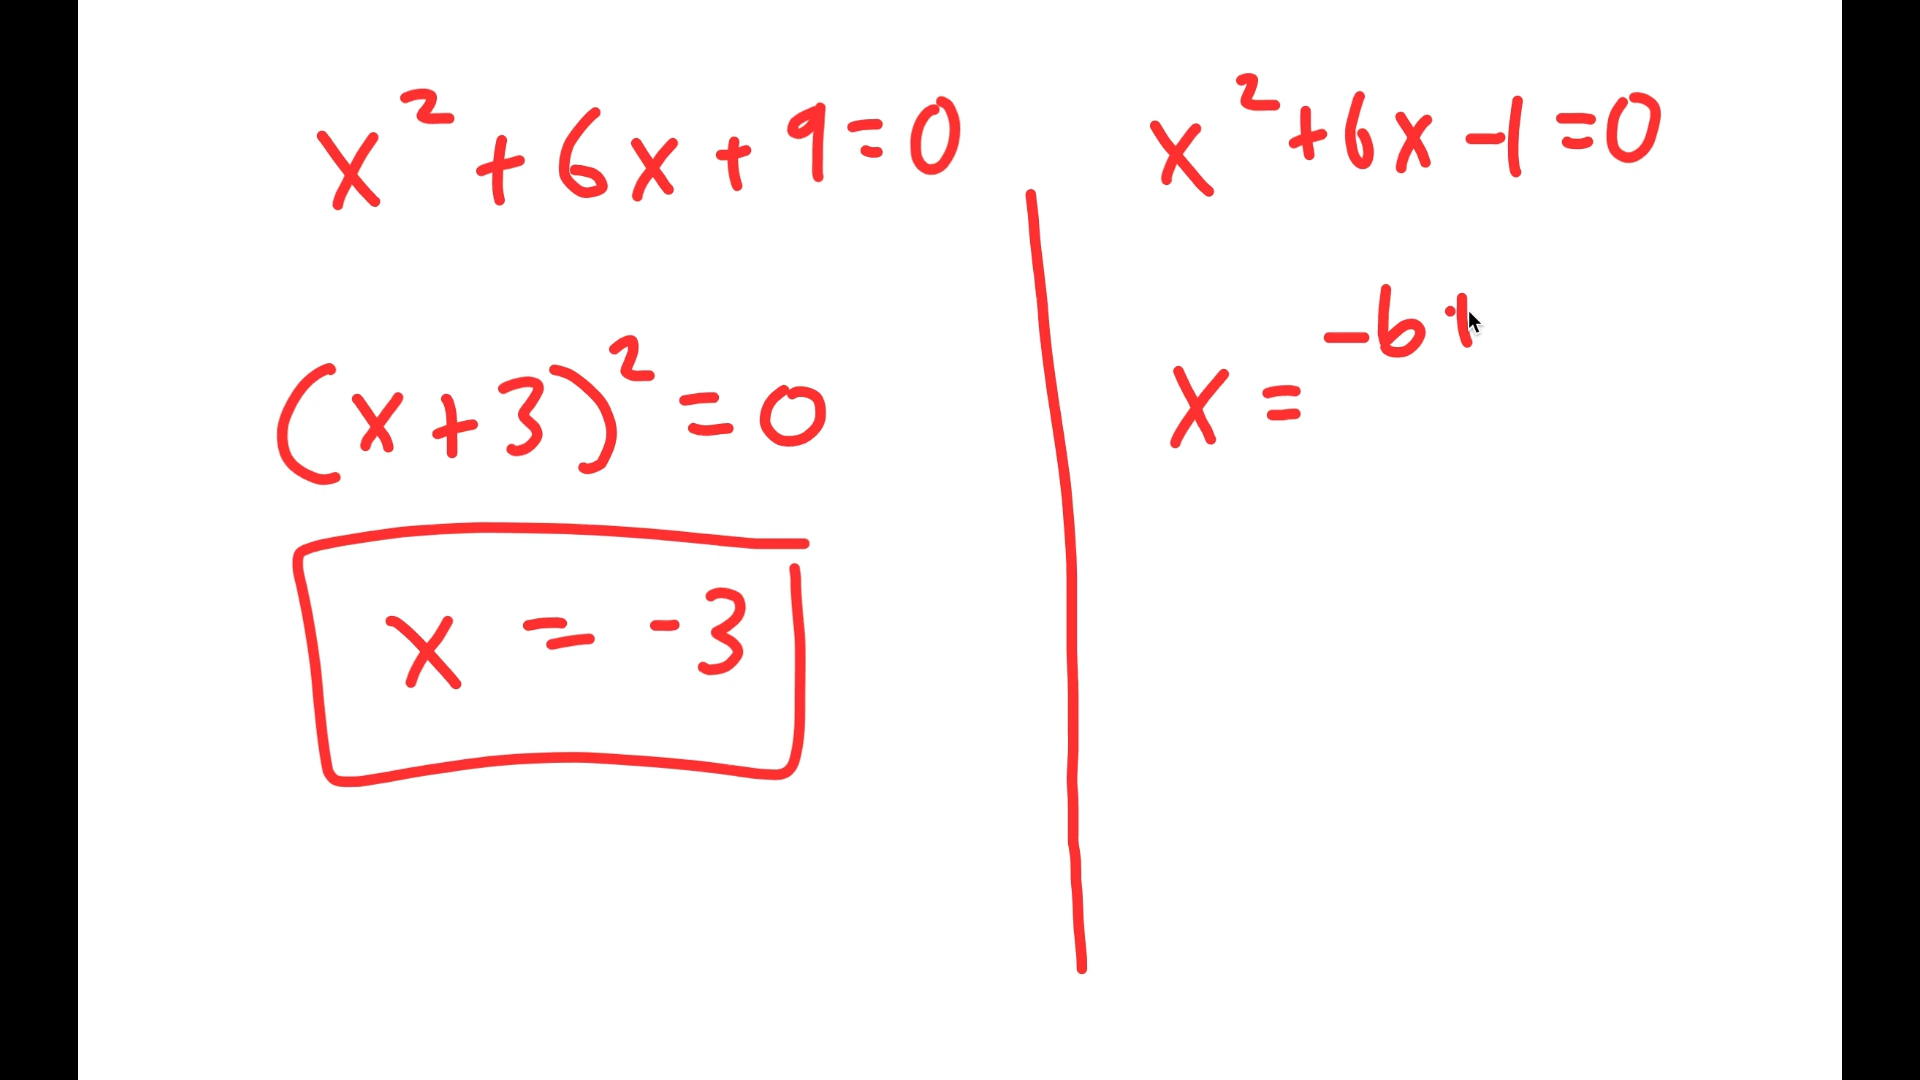 x² + 6x + 9 = 0
(x + 3)² = 0
x = -3
x² + 6x - 1 = 0
x = -b +